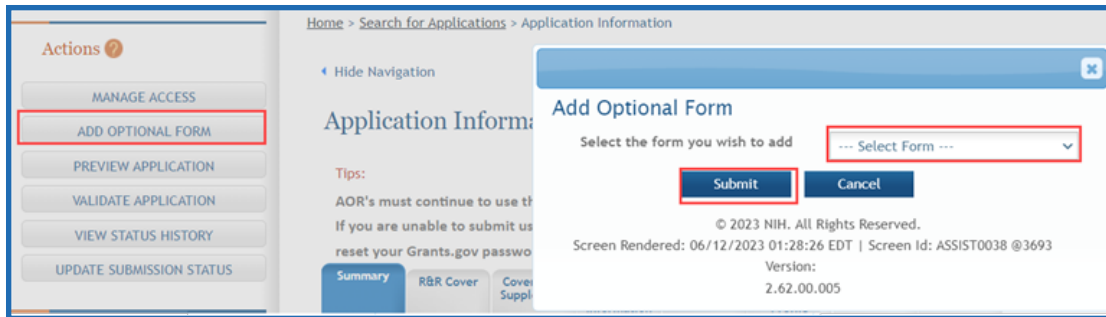 Home > Search for Applications > Application Information
Actions ?
Hide Navigation
MANAGE ACCESS
ADD OPTIONAL FORM
PREVIEW APPLICATION
VALIDATE APPLICATION
VIEW STATUS HISTORY
UPDATE SUBMISSION STATUS
Application Inform
Tips:
AOR's must continue to use th
If you are unable to submit us
reset your Grants.gov passwo
Summary
R&R Cover
Cove
Suppl
Add Optional Form
Select the form you wish to add
--- Select Form ---
Submit
Cancel
© 2023 NIH. All Rights Reserved.
Screen Rendered: 06/12/2023 01:28:26 EDT | Screen Id: ASSIST0038 @3693
Version:
2.62.00.005